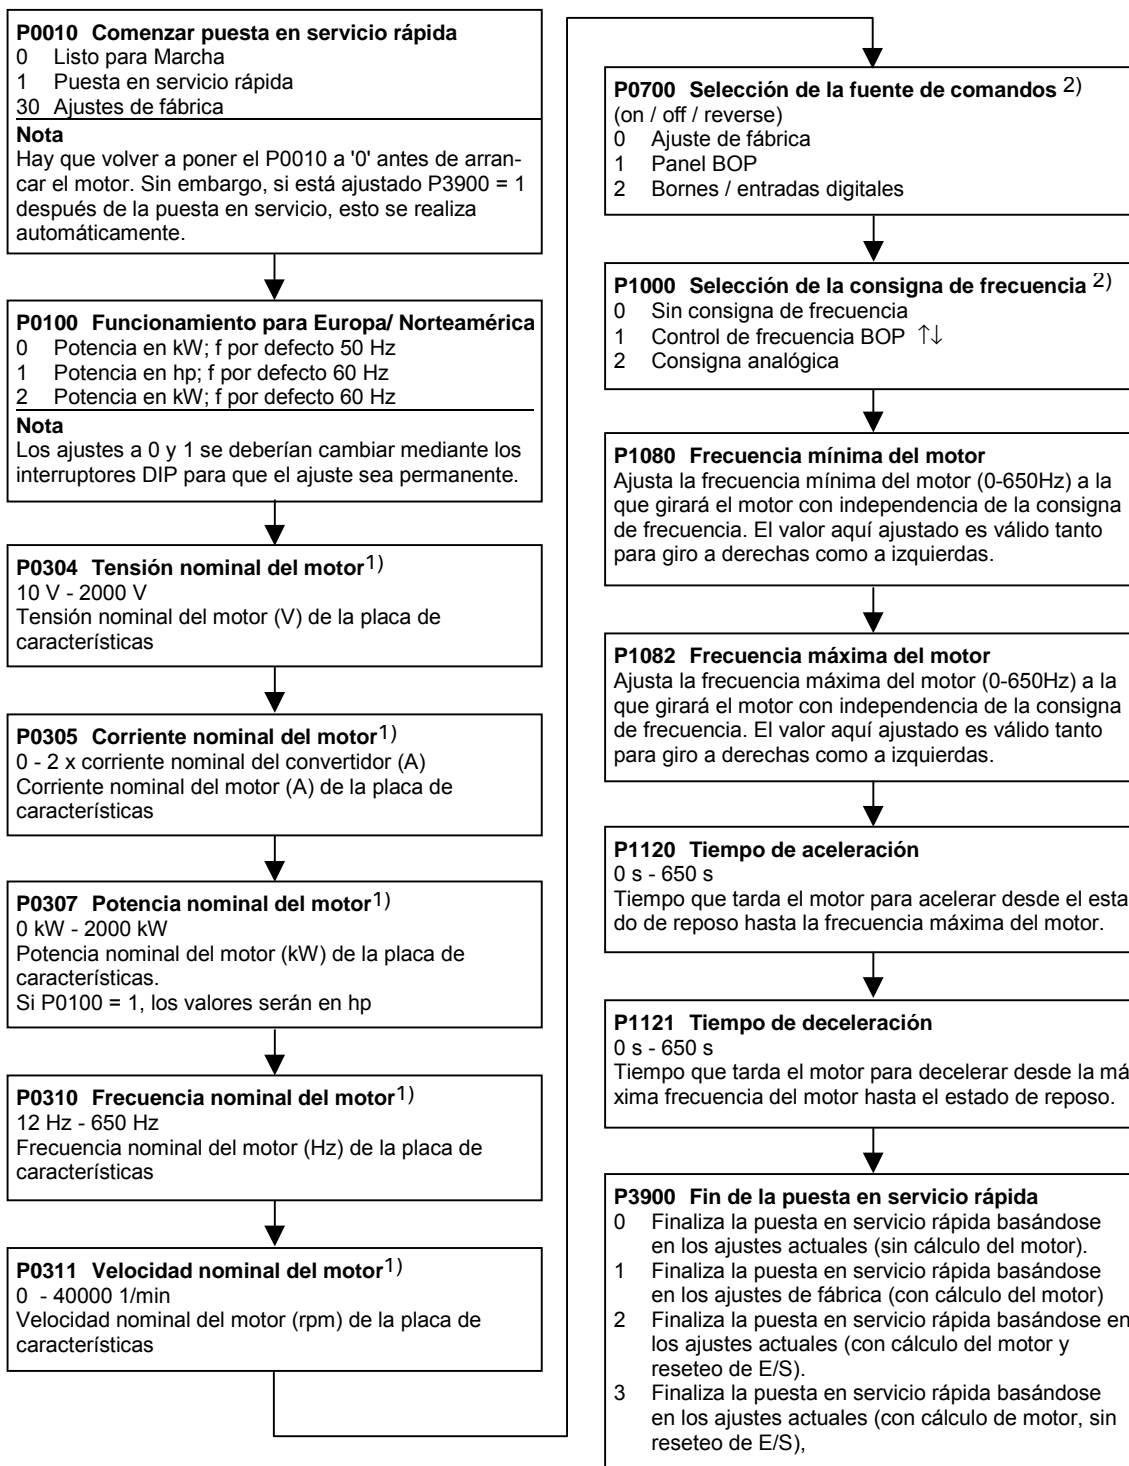 P0010 Comenzar puesta en servicio rápida
0 Listo para Marcha
1 Puesta en servicio rápida
30 Ajustes de fábrica
Nota
Hay que volver a poner el P0010 a '0' antes de arran-
car el motor. Sin embargo, si está ajustado P3900 = 1
después de la puesta en servicio, esto se realiza
automáticamente.
P0100 Funcionamiento para Europa/ Norteamérica
0 Potencia en kW; f por defecto 50 Hz
1 Potencia en hp; f por defecto 60 Hz
2 Potencia en kW; f por defecto 60 Hz
Nota
Los ajustes a 0 y 1 se deberían cambiar mediante los
interruptores DIP para que el ajuste sea permanente.
P0304 Tensión nominal del motor1)
10 V - 2000 V
Tensión nominal del motor (V) de la placa de
características
P0305 Corriente nominal del motor1)
0 - 2 x corriente nominal del convertidor (A)
Corriente nominal del motor (A) de la placa de
características
P0307 Potencia nominal del motor1)
0 kW - 2000 kW
Potencia nominal del motor (kW) de la placa de
características.
Si P0100 = 1, los valores serán en hp
P0310 Frecuencia nominal del motor1)
12 Hz - 650 Hz
Frecuencia nominal del motor (Hz) de la placa de
características
P0311 Velocidad nominal del motor1)
0 - 40000 1/min
Velocidad nominal del motor (rpm) de la placa de
características
P0700 Selección de la fuente de comandos 2)
(on / off / reverse)
0 Ajuste de fábrica
1 Panel BOP
2 Bornes / entradas digitales
P1000 Selección de la consigna de frecuencia 2)
0 Sin consigna de frecuencia
1 Control de frecuencia BOP ↑↓
2 Consigna analógica
P1080 Frecuencia mínima del motor
Ajusta la frecuencia mínima del motor (0-650Hz) a la
que girará el motor con independencia de la consigna
de frecuencia. El valor aquí ajustado es válido tanto
para giro a derechas como a izquierdas.
P1082 Frecuencia máxima del motor
Ajusta la frecuencia máxima del motor (0-650Hz) a la
que girará el motor con independencia de la consigna
de frecuencia. El valor aquí ajustado es válido tanto
para giro a derechas como a izquierdas.
P1120 Tiempo de aceleración
0 s - 650 s
Tiempo que tarda el motor para acelerar desde el esta
do de reposo hasta la frecuencia máxima del motor.
P1121 Tiempo de deceleración
0 s - 650 s
Tiempo que tarda el motor para decelerar desde la má
xima frecuencia del motor hasta el estado de reposo.
P3900 Fin de la puesta en servicio rápida
0 Finaliza la puesta en servicio rápida basándose
en los ajustes actuales (sin cálculo del motor).
1 Finaliza la puesta en servicio rápida basándose
en los ajustes de fábrica (con cálculo del motor)
2 Finaliza la puesta en servicio rápida basándose en
los ajustes actuales (con cálculo del motor y
reseteo de E/S).
3 Finaliza la puesta en servicio rápida basándose
en los ajustes actuales (con cálculo de motor, sin
reseteo de E/S),